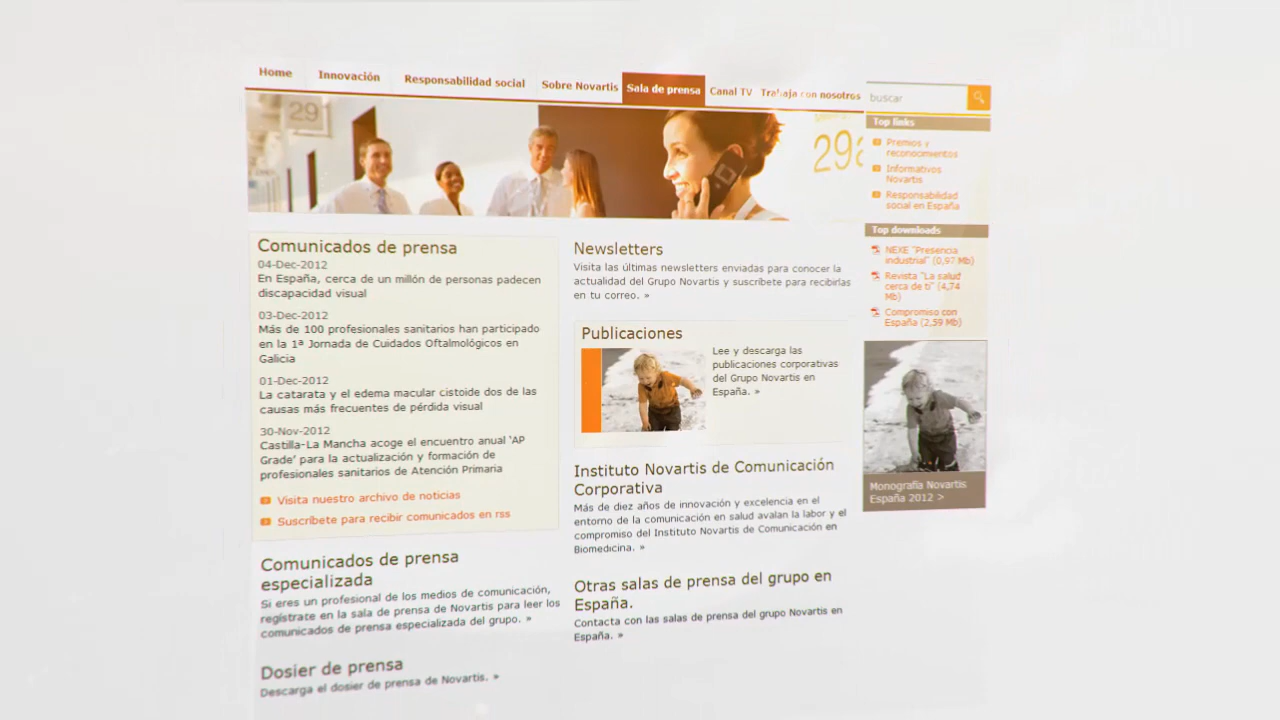 Home Innovación Responsabilidad social Sobre Novartis Sala de prensa Canal TV Trabaja con nosotros
buscar
29
Comunicados de prensa
04-Dec-2012
En España, cerca de un millón de personas padecen
discapacidad visual
03-Dec-2012
Más de 100 profesionales sanitarios han participado
en la 1ª Jornada de Cuidados Oftalmológicos en
Galicia
01-Dec-2012
La catarata y el edema macular cistoide dos de las
causas más frecuentes de pérdida visual
30-Nov-2012
Castilla-La Mancha acoge el encuentro anual 'AP
Grade' para la actualización y formación de
profesionales sanitarios de Atención Primaria
Visita nuestro archivo de noticias
Suscríbete para recibir comunicados en rss
Comunicados de prensa
especializada
Si eres un profesional de los medios de comunicación,
regístrate en la sala de prensa de Novartis para leer los
comunicados de prensa especializada del grupo. »
Dosier de prensa
Descarga el dosier de prensa de Novartis. »
Newsletters
Visita las últimas newsletters enviadas para conocer la
actualidad del Grupo Novartis y suscríbete para recibirlas
en tu correo. »
Publicaciones
Lee y descarga las
publicaciones corporativas
del Grupo Novartis en
España. »
Instituto Novartis de Comunicación
Corporativa
Más de diez años de innovación y excelencia en el
entorno de la comunicación en salud avalan la labor y el
compromiso del Instituto Novartis de Comunicación en
Biomedicina. »
Otras salas de prensa del grupo en
España.
Contacta con las salas de prensa del grupo Novartis en
España. »
Top links
Premios y
reconocimientos
Informativos
Novartis
Responsabilidad
social en España
Top downloads
NEXE "Presencia
industrial" (0,97 Mb)
Revista "La salud
cerca de ti" (4,74
Mb)
Compromiso con
España (2,59 Mb)
Monografía Novartis
España 2012 >